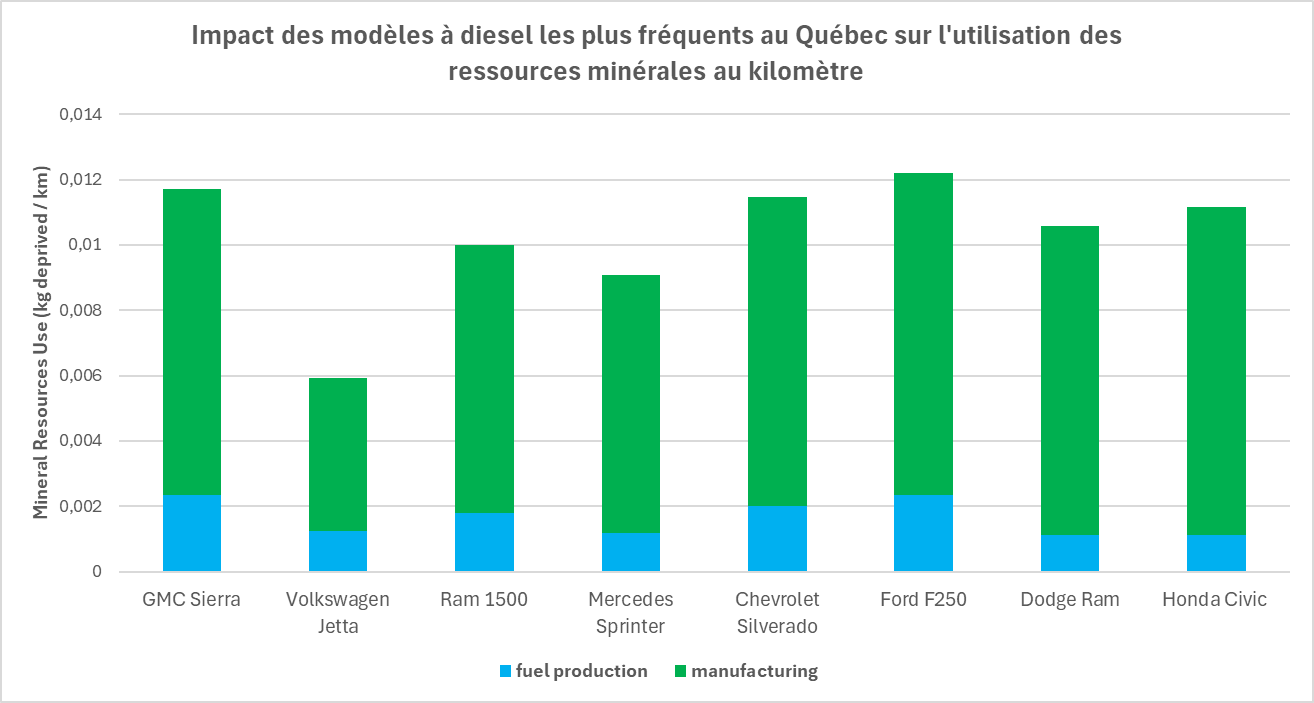 Impact des modèles à diesel les plus fréquents au Québec sur l'utilisation des
ressources minérales au kilomètre
Mineral Resources Use (kg deprived / km)
0,014
0,012
0,01
0,008
0,006
0,004
0,002
0
GMC Sierra
Volkswagen
Jetta
Ram 1500
Mercedes
Sprinter
Chevrolet
Silverado
Ford F250
Dodge Ram
Honda Civic
fuel production
manufacturing